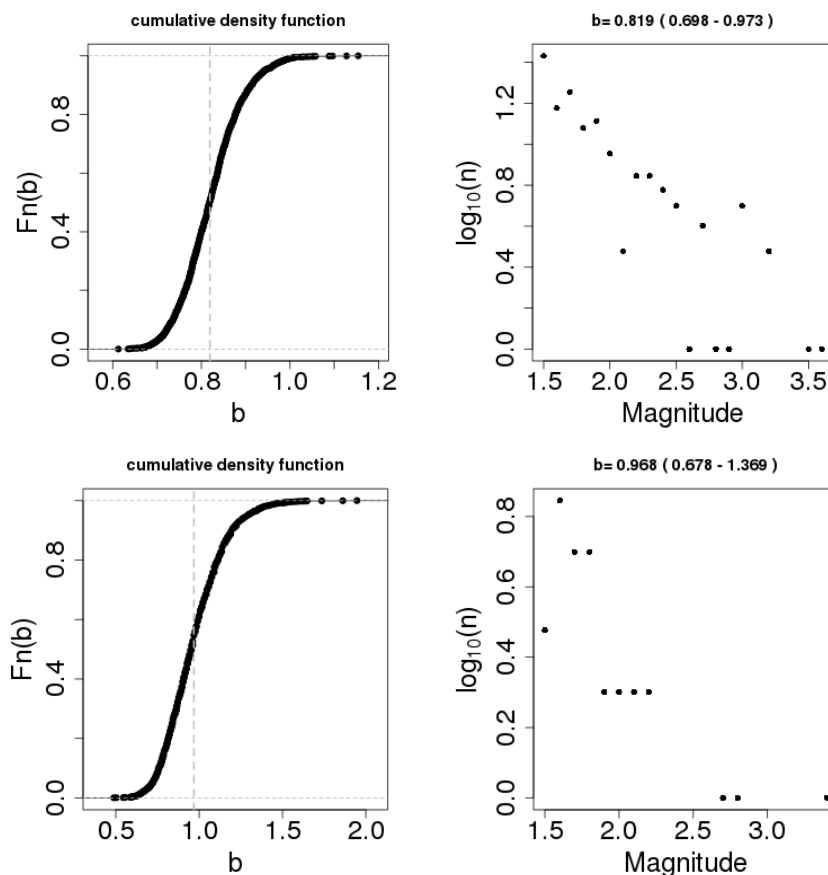 cumulative density function
Fn(b)
0.0 0.4 0.8
0.6 0.8 1.0 1.2
b
b= 0.819 ( 0.698 - 0.973 )
log₁₀(n)
0.0 0.4 0.8 1.2
1.5 2.0 2.5 3.0 3.5
Magnitude
cumulative density function
Fn(b)
0.0 0.4 0.8
0.5 1.0 1.5 2.0
b
b= 0.968 ( 0.678 - 1.369 )
log₁₀(n)
0.0 0.2 0.4 0.6 0.8
1.5 2.0 2.5 3.0
Magnitude